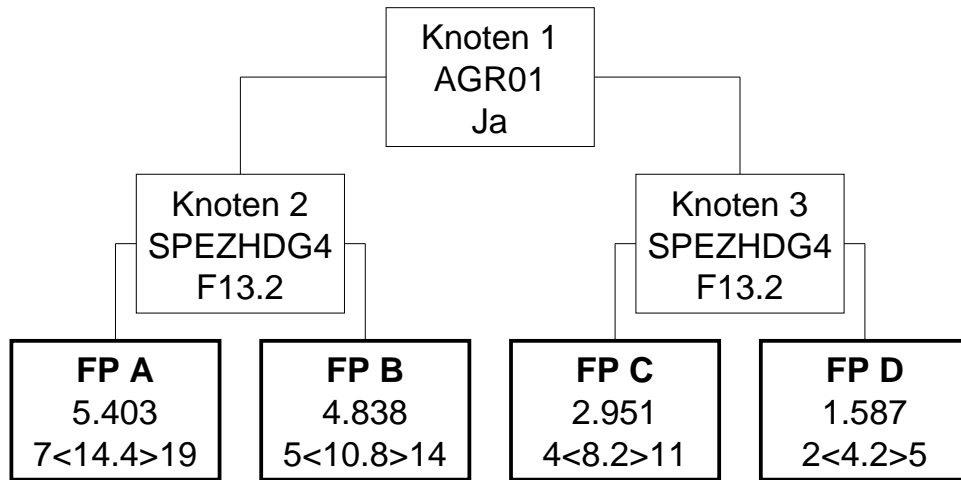 Knoten 1
AGR01
Ja
Knoten 2
SPEZHDG4
F13.2
Knoten 3
SPEZHDG4
F13.2
FP A
5.403
7<14.4>19
FP B
4.838
5<10.8>14
FP C
2.951
4<8.2>11
FP D
1.587
2<4.2>5